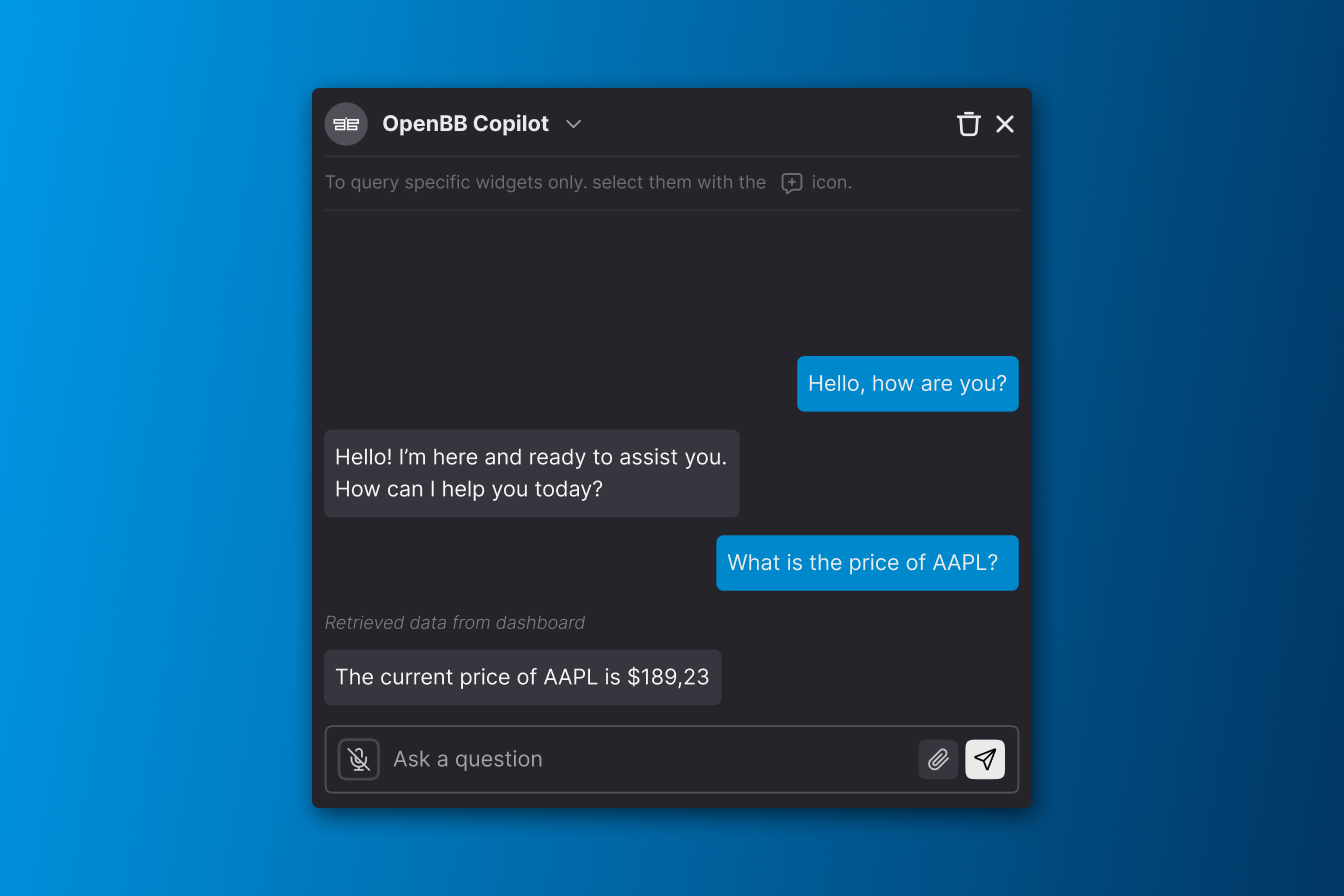 OpenBB Copilot
To query specific widgets only. select them with the icon.
Hello, how are you?
Hello! I’m here and ready to assist you.
How can I help you today?
What is the price of AAPL?
Retrieved data from dashboard
The current price of AAPL is $189,23
Ask a question